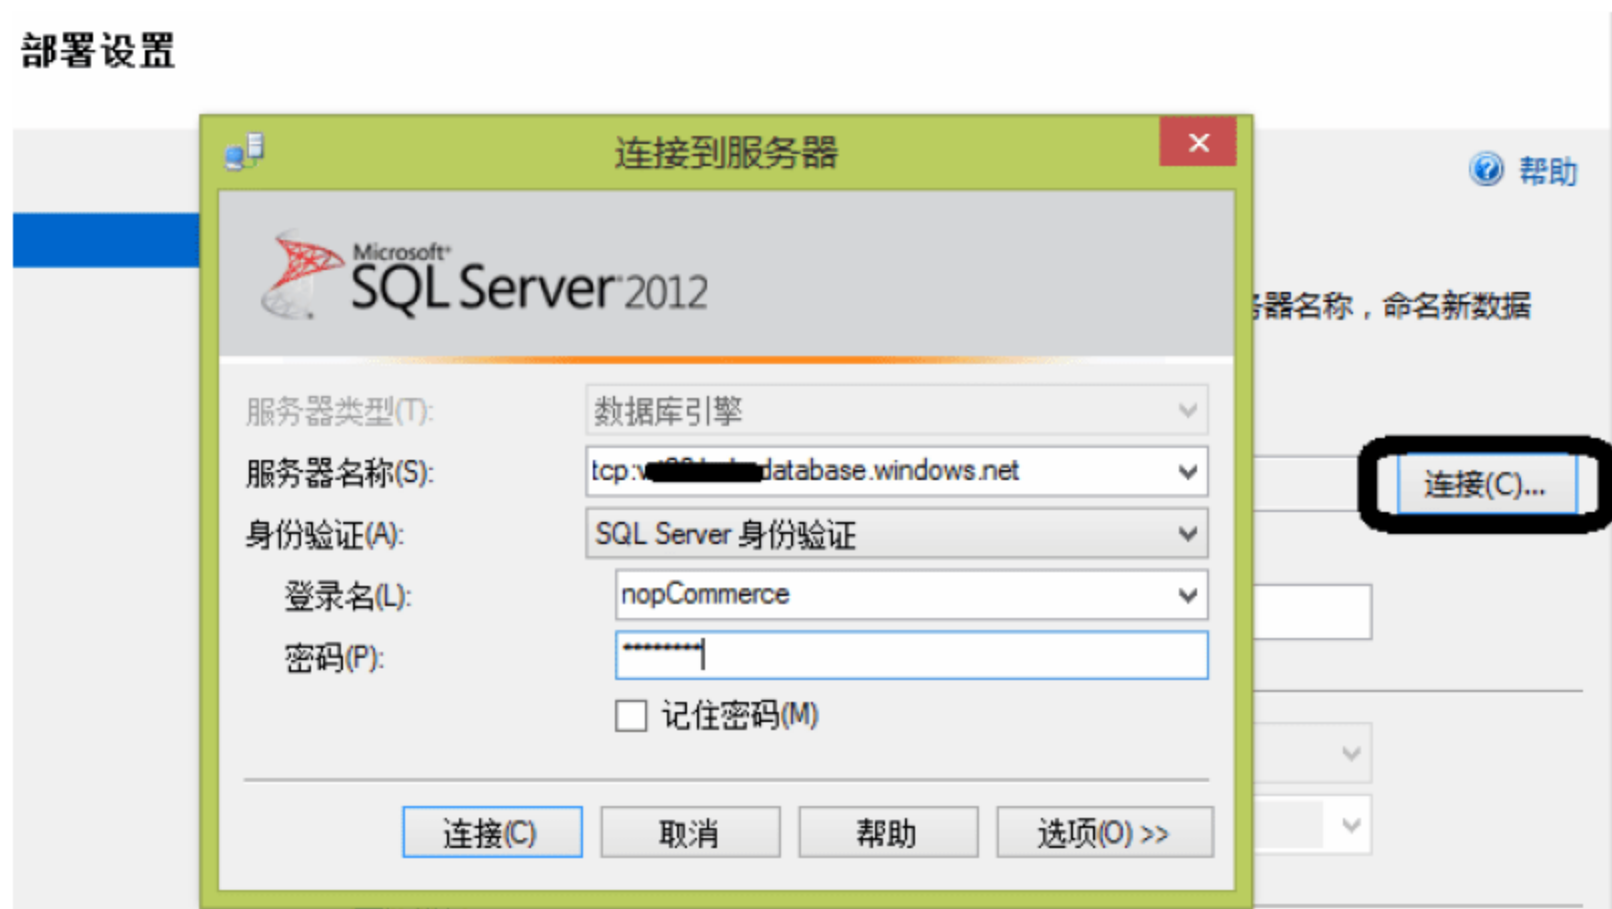 部署设置
连接到服务器
帮助
Microsoft
SQL Server 2012
器名称，命名新数据
服务器类型(T):
数据库引擎
服务器名称(S):
tcp: database.windows.net
连接(C)...
身份验证(A):
SQL Server 身份验证
登录名(L):
nopCommerce
密码(P):
********
记住密码(M)
连接(C)
取消
帮助
选项(O) >>